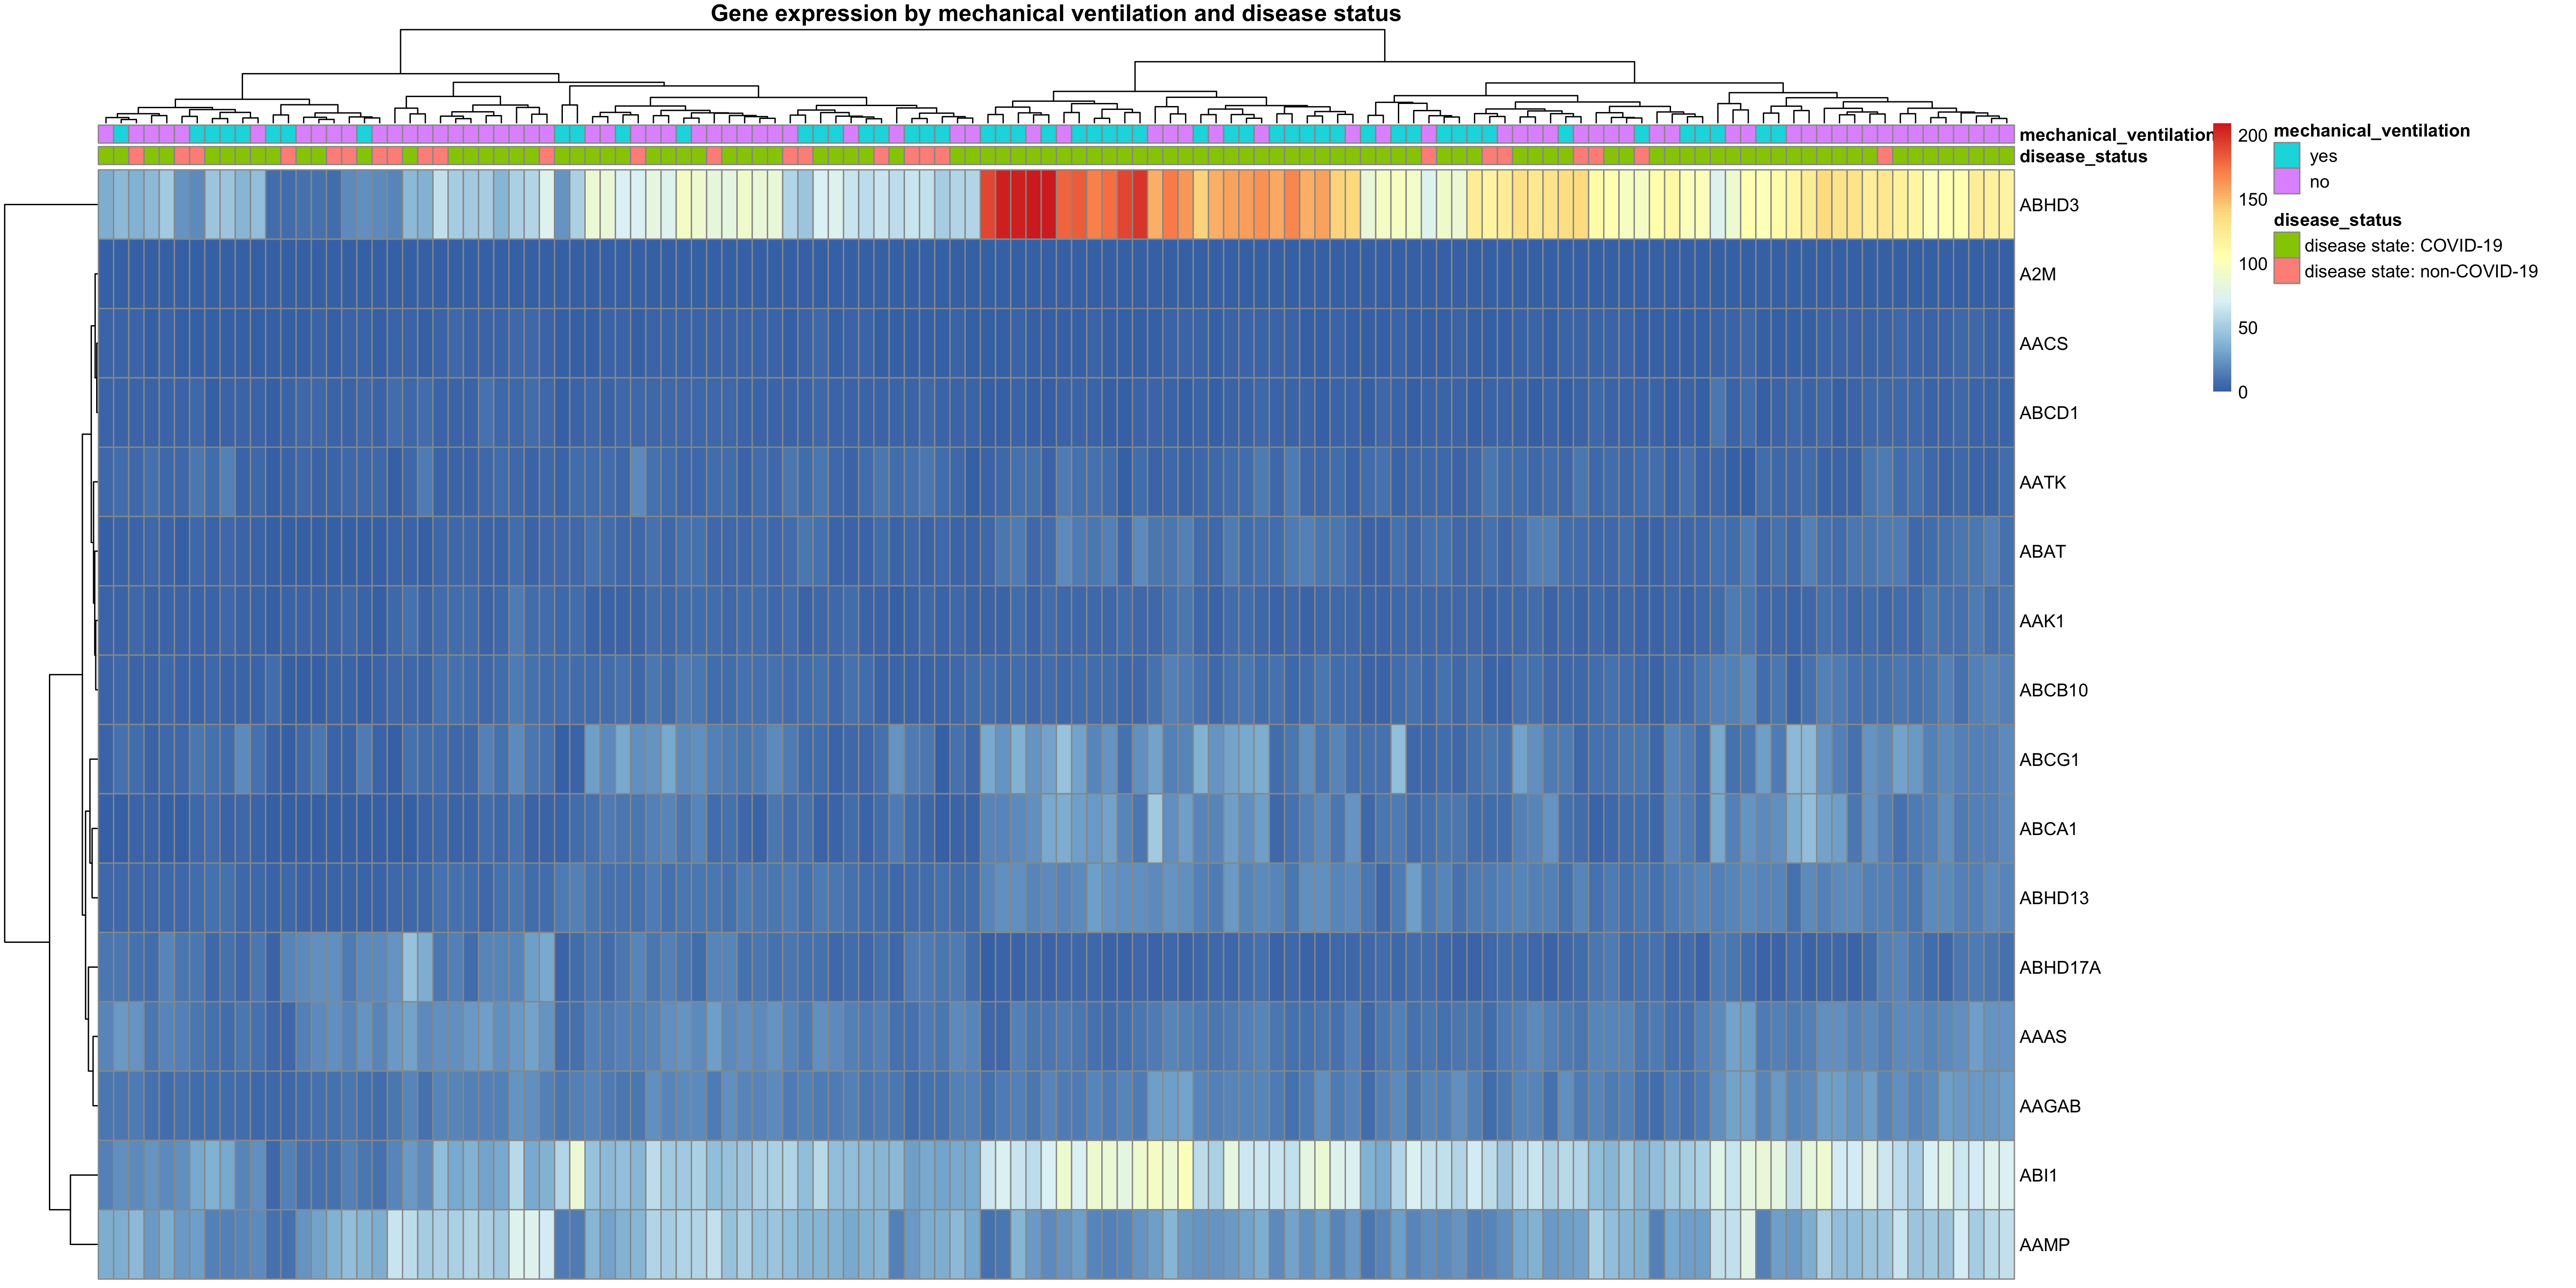 Gene expression by mechanical ventilation and disease status
mechanical_ventilation
disease_status
200
150
100
50
0
mechanical_ventilation
yes
no
disease_status
disease state: COVID-19
disease state: non-COVID-19
ABHD3
A2M
AACS
ABCD1
AATK
ABAT
AAK1
ABCB10
ABCG1
ABCA1
ABHD13
ABHD17A
AAAS
AAGAB
ABI1
AAMP